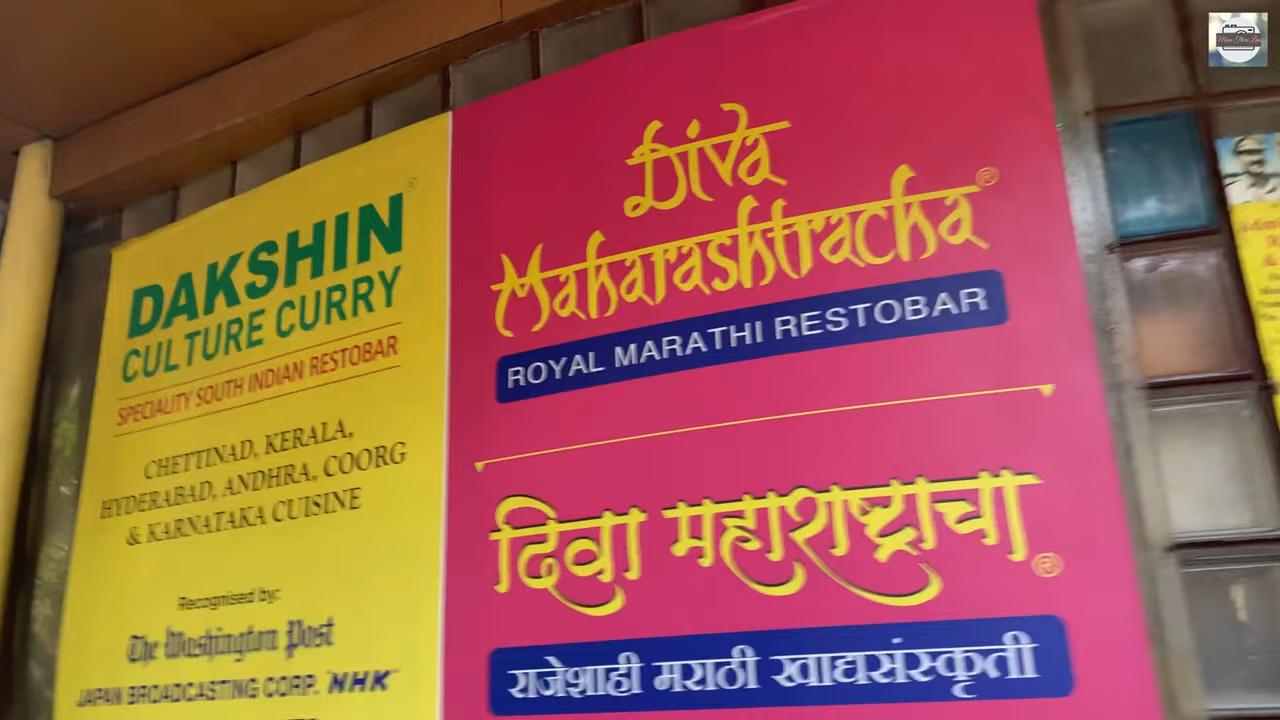 DAKSHIN
CULTURE CURRY
SPECIALITY SOUTH INDIAN RESTOBAR
CHETTINAD, KERALA,
HYDERABAD, ANDHRA, COORG
& KARNATAKA CUISINE
Recognised by:
The Washington Post
JAPAN BROADCASTING CORP. NHK
Diva
Maharashtracha®
ROYAL MARATHI RESTOBAR
दिवा महाराष्ट्राचा®
राजेशाही मराठी खाद्यसंस्कृती